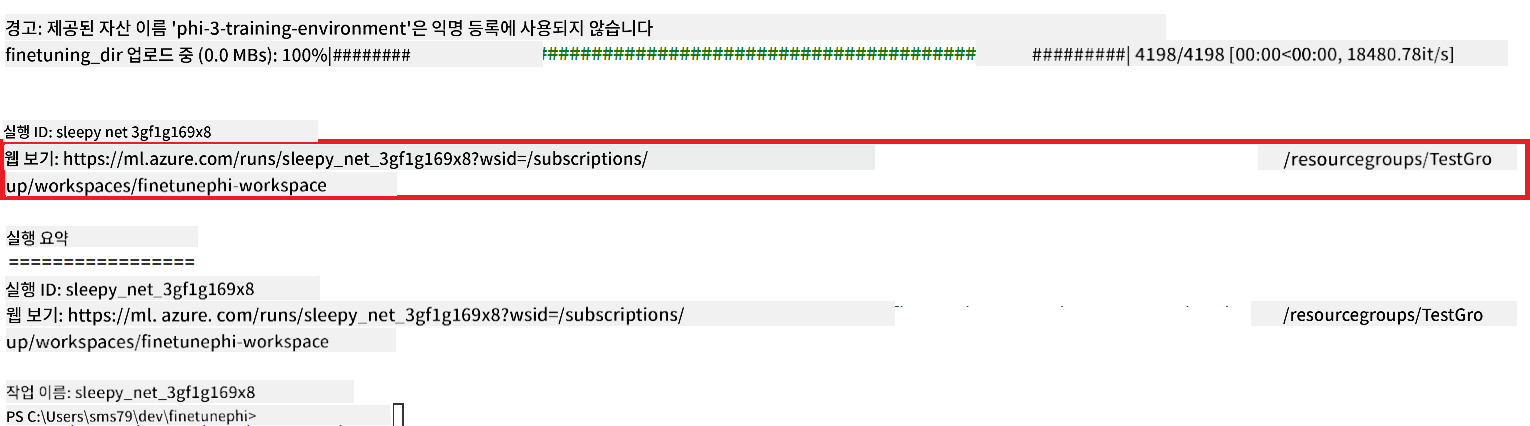 경고: 제공된 자산 이름 'phi-3-training-environment'은 익명 등록에 사용되지 않습니다
finetuning_dir 업로드 중 (0.0 MBs): 100%|######## ############################################ #########| 4198/4198 [00:00<00:00, 18480.78it/s]
실행 ID: sleepy net 3gf1g169x8
웹 보기: https://ml.azure.com/runs/sleepy_net_3gf1g169x8?wsid=/subscriptions/ /resourcegroups/TestGro
up/workspaces/finetunephi-workspace
실행 요약
=================
실행 ID: sleepy_net_3gf1g169x8
웹 보기: https://ml. azure. com/runs/sleepy_net_3gf1g169x8?wsid=/subscriptions/ /resourcegroups/TestGro
up/workspaces/finetunephi-workspace
작업 이름: sleepy_net_3gf1g169x8
PS C:\Users\sms79\dev\finetunephi>